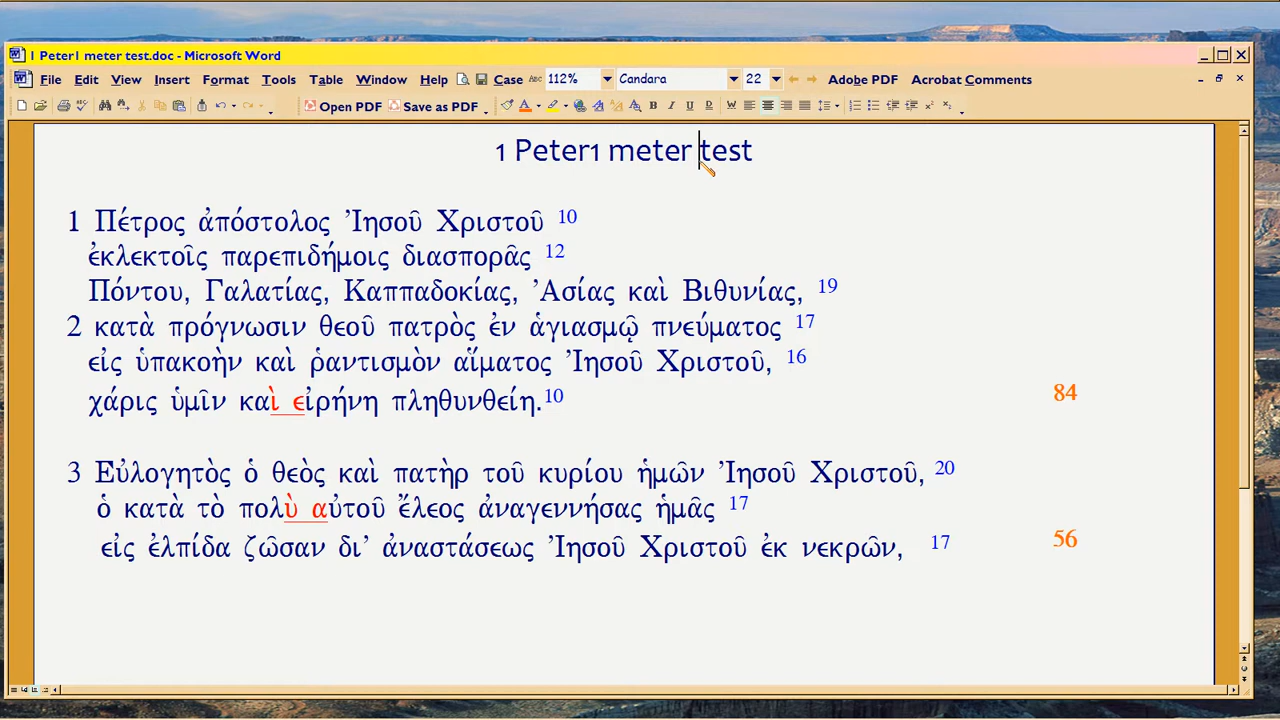 1 Peter1 meter test.doc - Microsoft Word
File Edit View Insert Format Tools Table Window Help Case 112% Candara 22 Adobe PDF Acrobat Comments
Open PDF Save as PDF
1 Peter1 meter test
1 Πέτρος ἀπόστολος Ἰησοῦ Χριστοῦ 10
ἐκλεκτοῖς παρεπιδήμοις διασπορᾶς 12
Πόντου, Γαλατίας, Καππαδοκίας, Ἀσίας καὶ Βιθυνίας, 19
2 κατὰ πρόγνωσιν θεοῦ πατρὸς ἐν ἁγιασμῷ πνεύματος 17
εἰς ὑπακοὴν καὶ ῥαντισμὸν αἵματος Ἰησοῦ Χριστοῦ, 16
χάρις ὑμῖν καὶ εἰρήνη πληθυνθείη. 10 84
3 Εὐλογητὸς ὁ θεὸς καὶ πατὴρ τοῦ κυρίου ἡμῶν Ἰησοῦ Χριστοῦ, 20
ὁ κατὰ τὸ πολὺ αὐτοῦ ἔλεος ἀναγεννήσας ἡμᾶς 17
εἰς ἐλπίδα ζῶσαν δι’ ἀναστάσεως Ἰησοῦ Χριστοῦ ἐκ νεκρῶν, 17 56